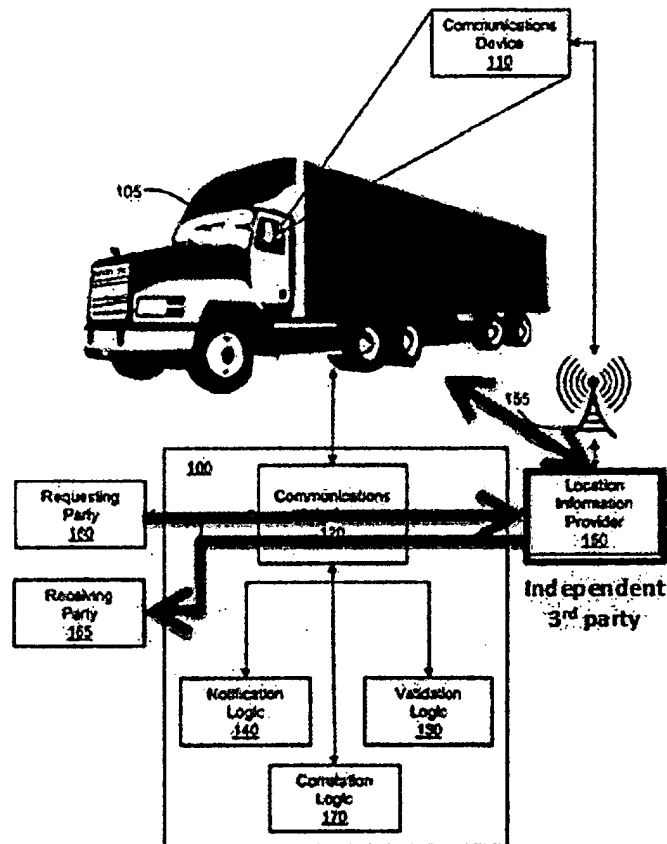 Communications
Device
110
105
155
100
Requesting
Party
160
Communications
120
Location
Information
Provider
150
Receiving
Party
165
Independent
3rd party
Notification
Logic
140
Validation
Logic
130
Correlation
Logic
170